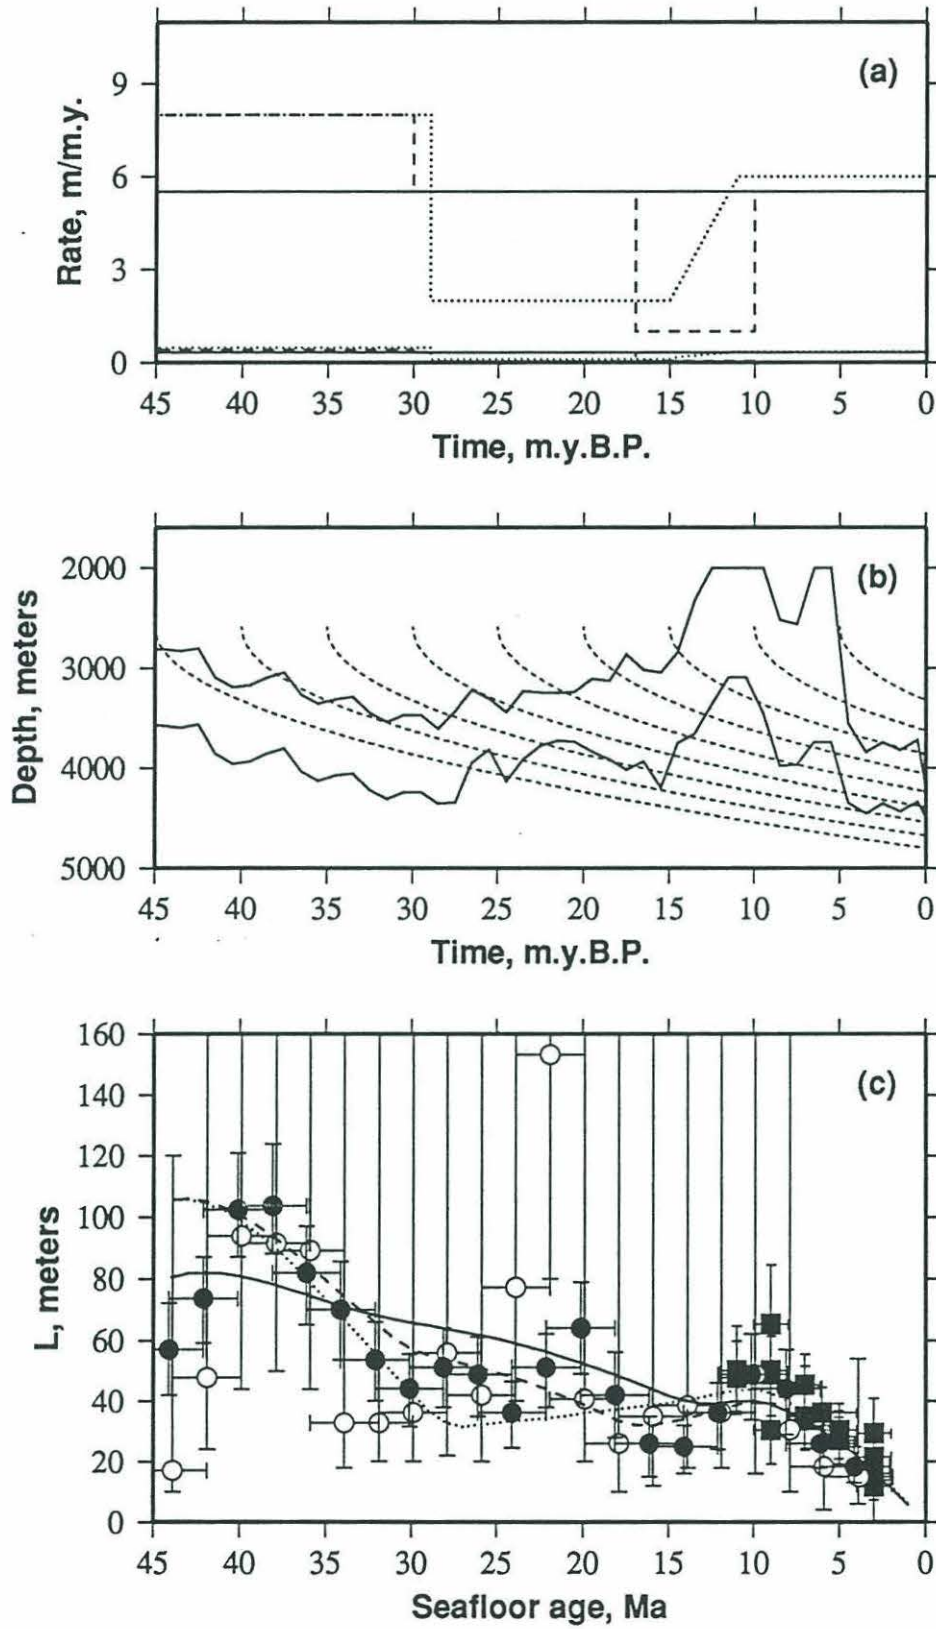 (a)
9
6
3
0
Rate, m/m.y.
45 40 35 30 25 20 15 10 5 0
Time, m.y.B.P.
(b)
2000
3000
4000
5000
Depth, meters
45 40 35 30 25 20 15 10 5 0
Time, m.y.B.P.
(c)
160
140
120
100
80
60
40
20
0
L, meters
45 40 35 30 25 20 15 10 5 0
Seafloor age, Ma